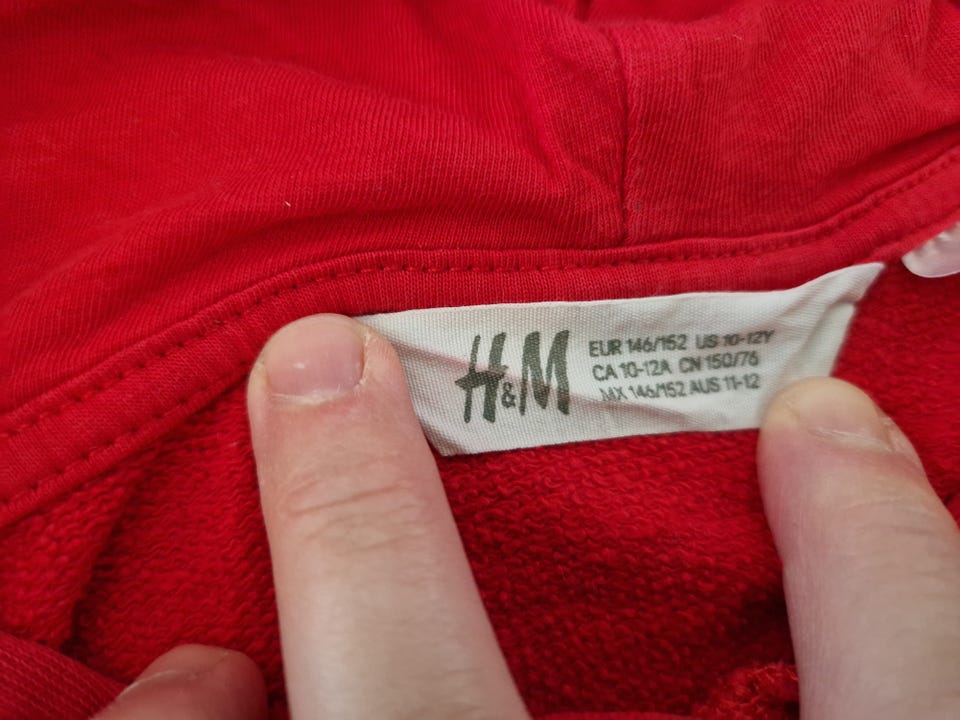 H&M
EUR 146/152 US 10-12Y
CA 10-12A CN 150/76
MX 146/152 AUS 11-12